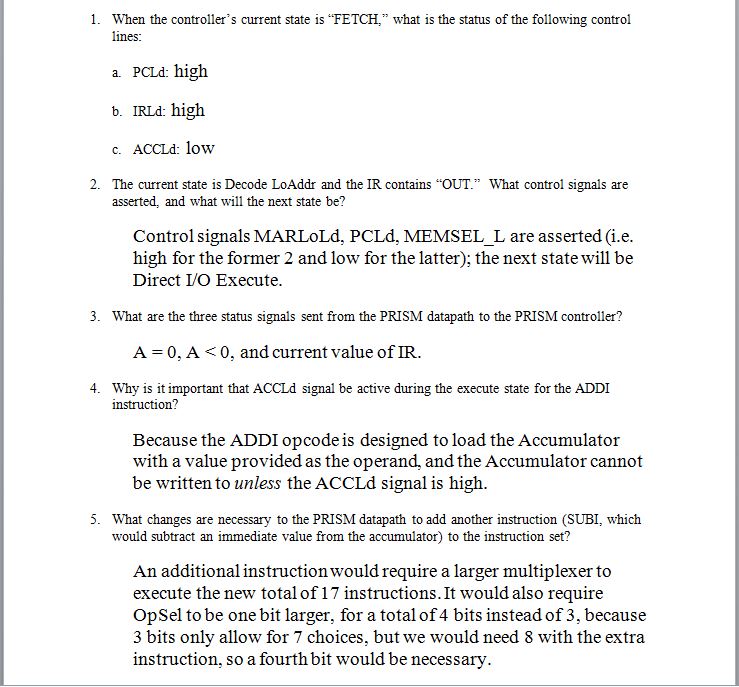 1. When the controller's current state is "FETCH," what is the status of the following control
lines:
a. PCLd: high
b. IRLd: high
c. ACCLd: low
2. The current state is Decode LoAddr and the IR contains "OUT." What control signals are
asserted, and what will the next state be?
Control signals MARLoLd, PCLd, MEMSEL_L are asserted (i.e.
high for the former 2 and low for the latter); the next state will be
Direct I/O Execute.
3. What are the three status signals sent from the PRISM datapath to the PRISM controller?
A = 0, A < 0, and current value of IR.
4. Why is it important that ACCLd signal be active during the execute state for the ADDI
instruction?
Because the ADDI opcode is designed to load the Accumulator
with a value provided as the operand, and the Accumulator cannot
be written to unless the ACCLd signal is high.
5. What changes are necessary to the PRISM datapath to add another instruction (SUBI, which
would subtract an immediate value from the accumulator) to the instruction set?
An additional instruction would require a larger multiplexer to
execute the new total of 17 instructions. It would also require
OpSel to be one bit larger, for a total of 4 bits instead of 3, because
3 bits only allow for 7 choices, but we would need 8 with the extra
instruction, so a fourth bit would be necessary.